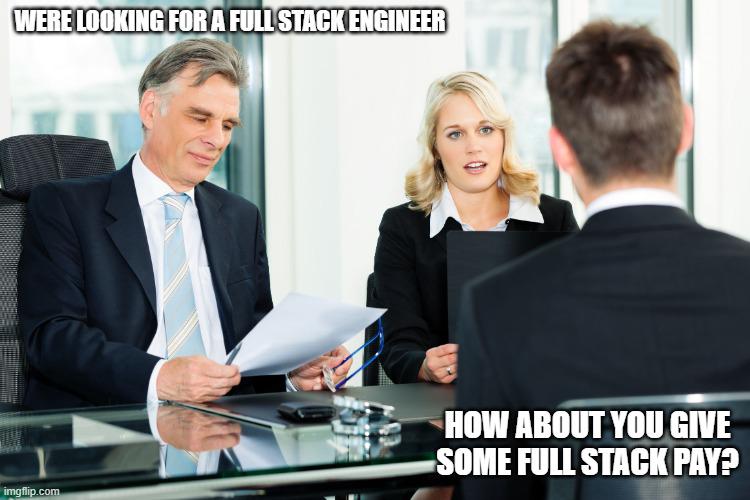 WERE LOOKING FOR A FULL STACK ENGINEER
HOW ABOUT YOU GIVE
SOME FULL STACK PAY?
imgflip.com